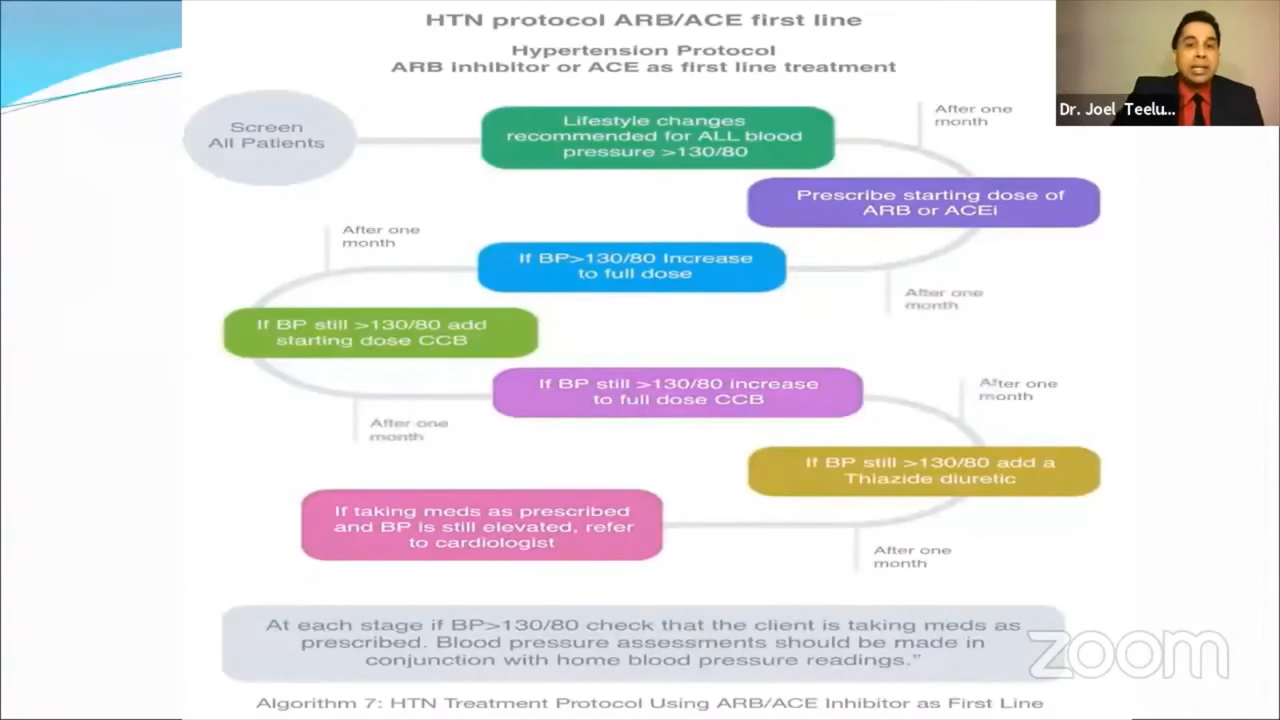 HTN protocol ARB/ACE first line
Hypertension Protocol
ARB inhibitor or ACE as first line treatment
Dr. Joel Teelu...
Screen
All Patients
Lifestyle changes
recommended for ALL blood
pressure >130/80
After one
month
Prescribe starting dose of
ARB or ACEi
After one
month
If BP>130/80 Increase
to full dose
After one
month
If BP still >130/80 add
starting dose CCB
After one
month
If BP still >130/80 increase
to full dose CCB
After one
month
If BP still >130/80 add a
Thiazide diuretic
After one
month
If taking meds as prescribed
and BP is still elevated, refer
to cardiologist
At each stage if BP>130/80 check that the client is taking meds as
prescribed. Blood pressure assessments should be made in
conjunction with home blood pressure readings.”
zoom
Algorithm 7: HTN Treatment Protocol Using ARB/ACE Inhibitor as First Line